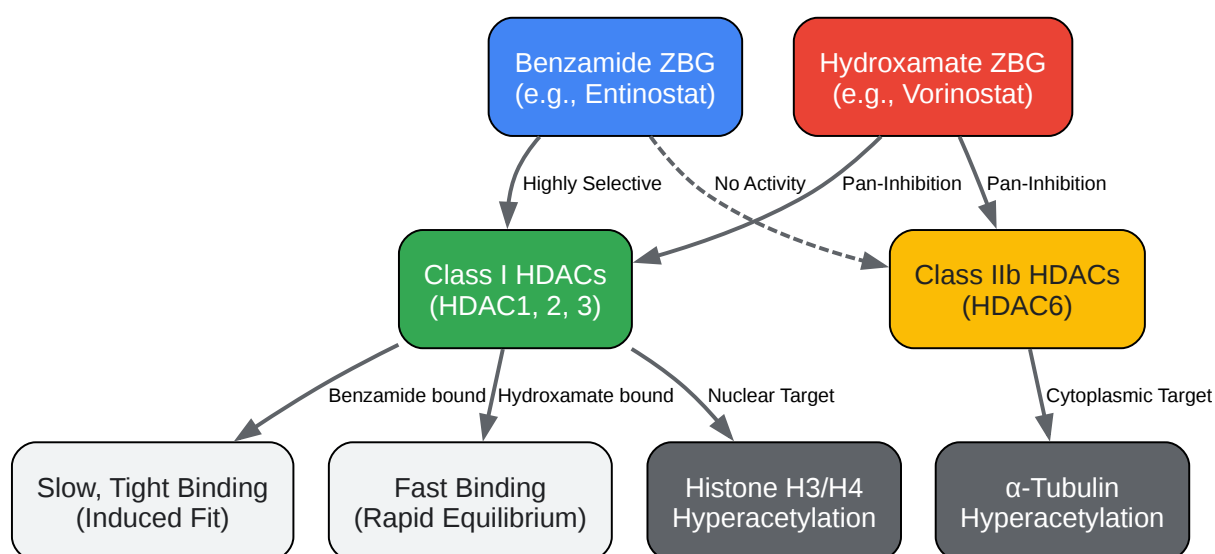 Benzamide ZBG
(e.g., Entinostat)
Hydroxamate ZBG
(e.g., Vorinostat)
Highly Selective
No Activity
Pan-Inhibition
Pan-Inhibition
Class I HDACs
(HDAC1, 2, 3)
Class IIb HDACs
(HDAC6)
Benzamide bound
Hydroxamate bound
Nuclear Target
Cytoplasmic Target
Slow, Tight Binding
(Induced Fit)
Fast Binding
(Rapid Equilibrium)
Histone H3/H4
Hyperacetylation
α-Tubulin
Hyperacetylation